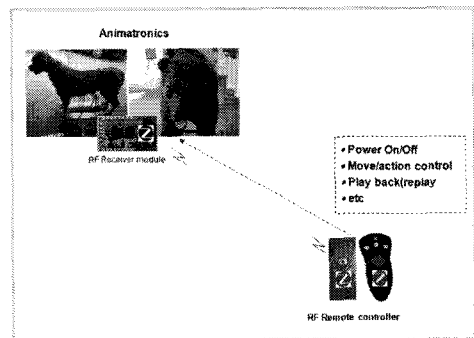 Animatronics
RF Receiver module
• Power On/Off
• Move/action control
• Play back(replay
• etc
RF Remote controller